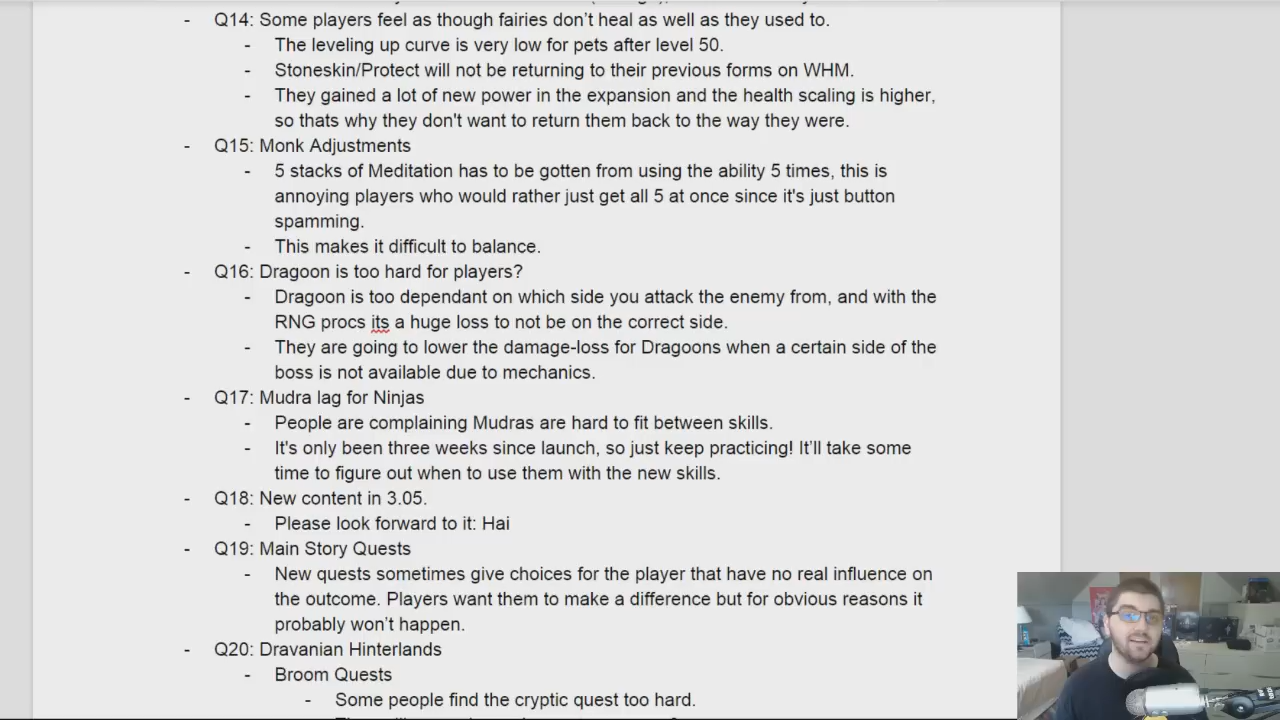 - Q14: Some players feel as though fairies don't heal as well as they used to.
- The leveling up curve is very low for pets after level 50.
- Stoneskin/Protect will not be returning to their previous forms on WHM.
- They gained a lot of new power in the expansion and the health scaling is higher,
so thats why they don't want to return them back to the way they were.
- Q15: Monk Adjustments
- 5 stacks of Meditation has to be gotten from using the ability 5 times, this is
annoying players who would rather just get all 5 at once since it's just button
spamming.
- This makes it difficult to balance.
- Q16: Dragoon is too hard for players?
- Dragoon is too dependant on which side you attack the enemy from, and with the
RNG procs its a huge loss to not be on the correct side.
- They are going to lower the damage-loss for Dragoons when a certain side of the
boss is not available due to mechanics.
- Q17: Mudra lag for Ninjas
- People are complaining Mudras are hard to fit between skills.
- It's only been three weeks since launch, so just keep practicing! It'll take some
time to figure out when to use them with the new skills.
- Q18: New content in 3.05.
- Please look forward to it: Hai
- Q19: Main Story Quests
- New quests sometimes give choices for the player that have no real influence on
the outcome. Players want them to make a difference but for obvious reasons it
probably won't happen.
- Q20: Dravanian Hinterlands
- Broom Quests
- Some people find the cryptic quest too hard.